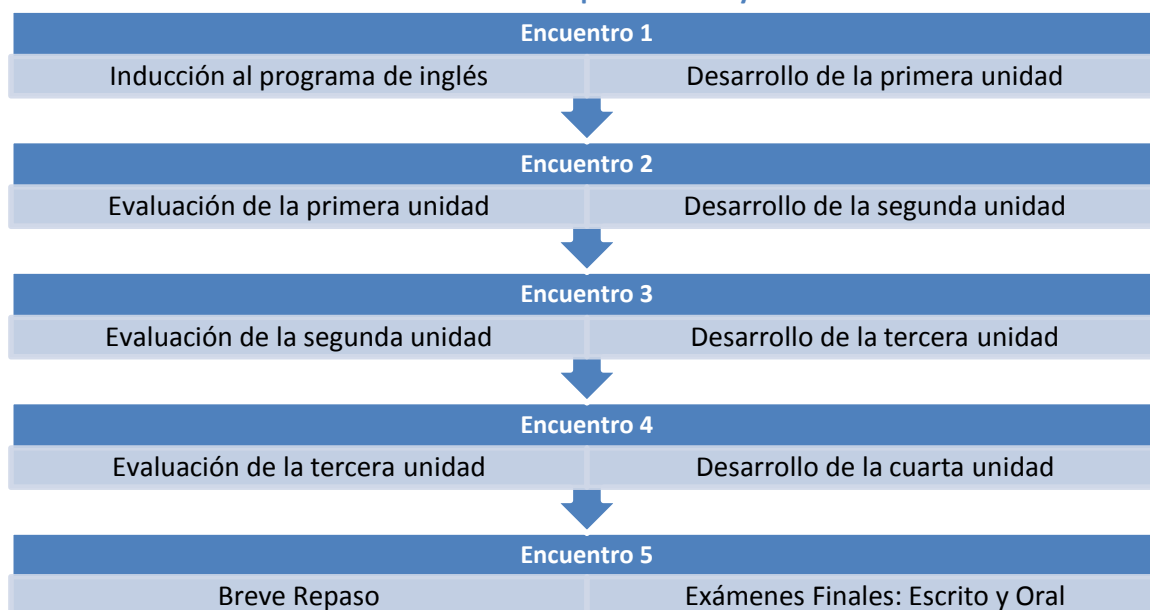 Encuentro 1
Inducción al programa de inglés
Desarrollo de la primera unidad
Encuentro 2
Evaluación de la primera unidad
Desarrollo de la segunda unidad
Encuentro 3
Evaluación de la segunda unidad
Desarrollo de la tercera unidad
Encuentro 4
Evaluación de la tercera unidad
Desarrollo de la cuarta unidad
Encuentro 5
Breve Repaso
Exámenes Finales: Escrito y Oral